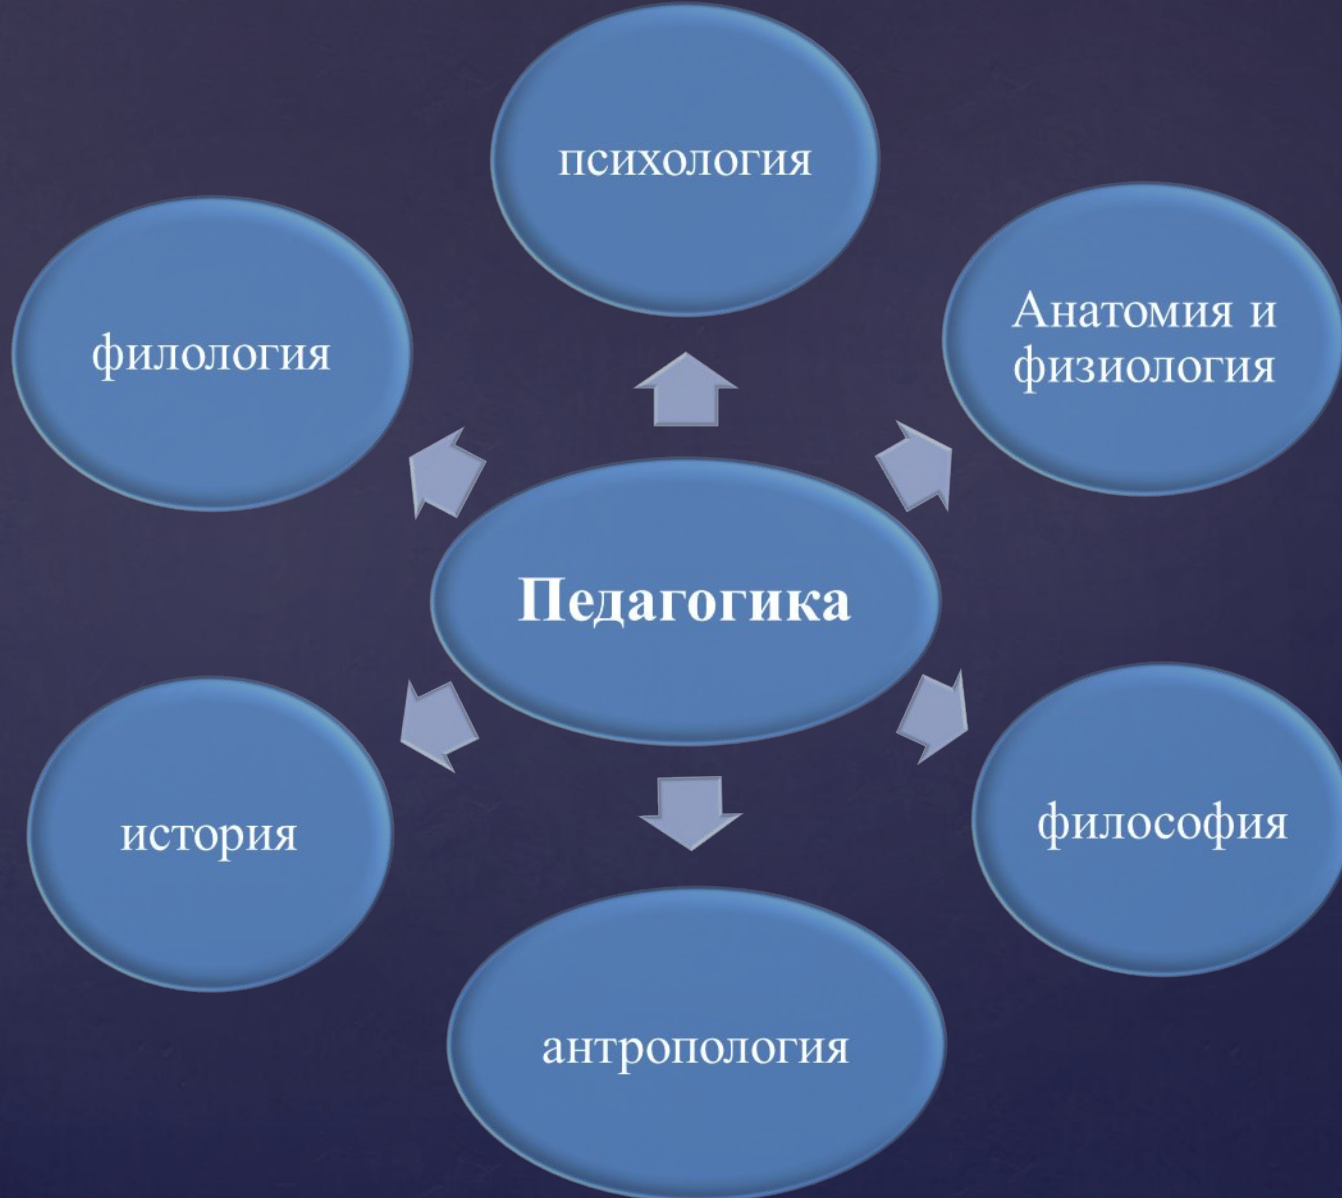 психология
филология
Анатомия и
физиология
Педагогика
история
философия
антропология